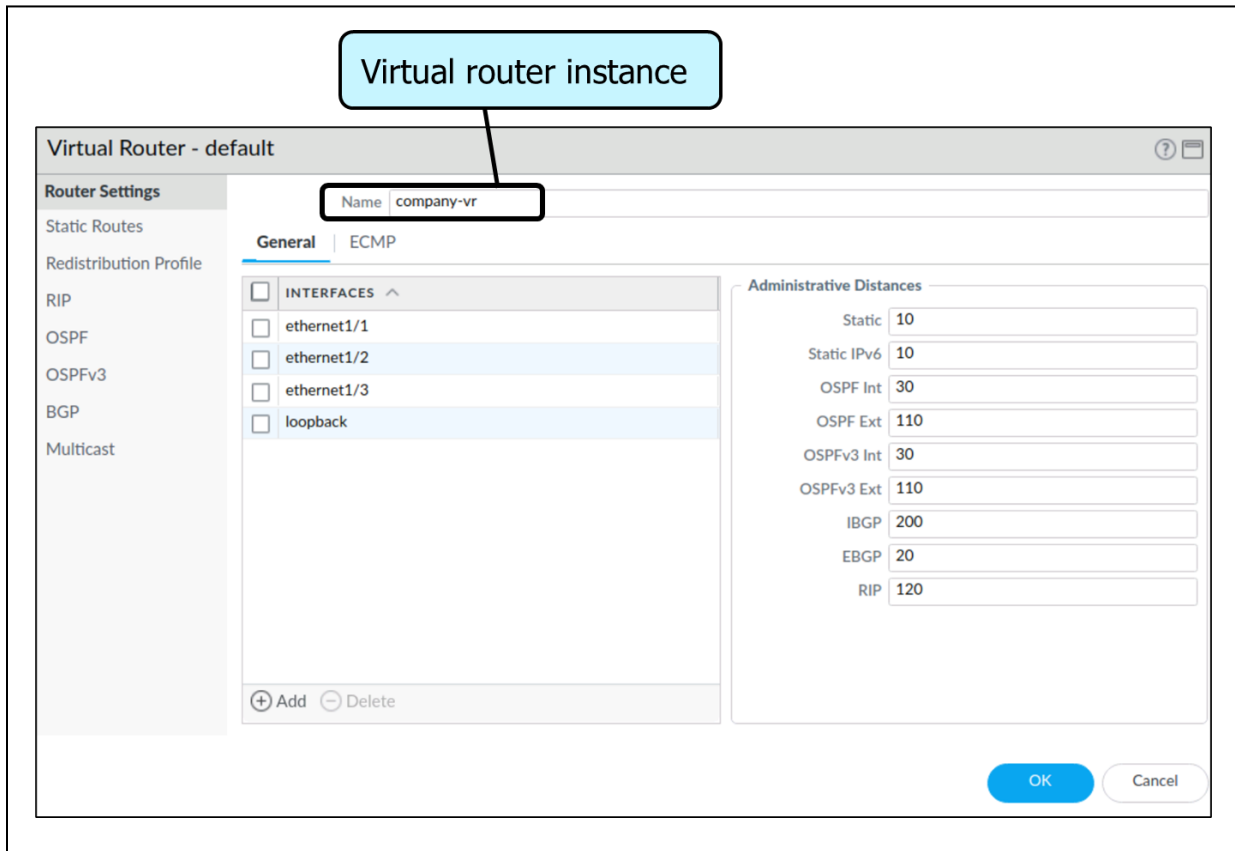 Virtual router instance
Virtual Router - default
?
Router Settings
Static Routes
Redistribution Profile
RIP
OSPF
OSPFv3
BGP
Multicast
Name company-vr
General ECMP
INTERFACES
ethernet1/1
ethernet1/2
ethernet1/3
loopback
Add Delete
Administrative Distances
Static 10
Static IPv6 10
OSPF Int 30
OSPF Ext 110
OSPFv3 Int 30
OSPFv3 Ext 110
IBGP 200
EBGP 20
RIP 120
OK Cancel